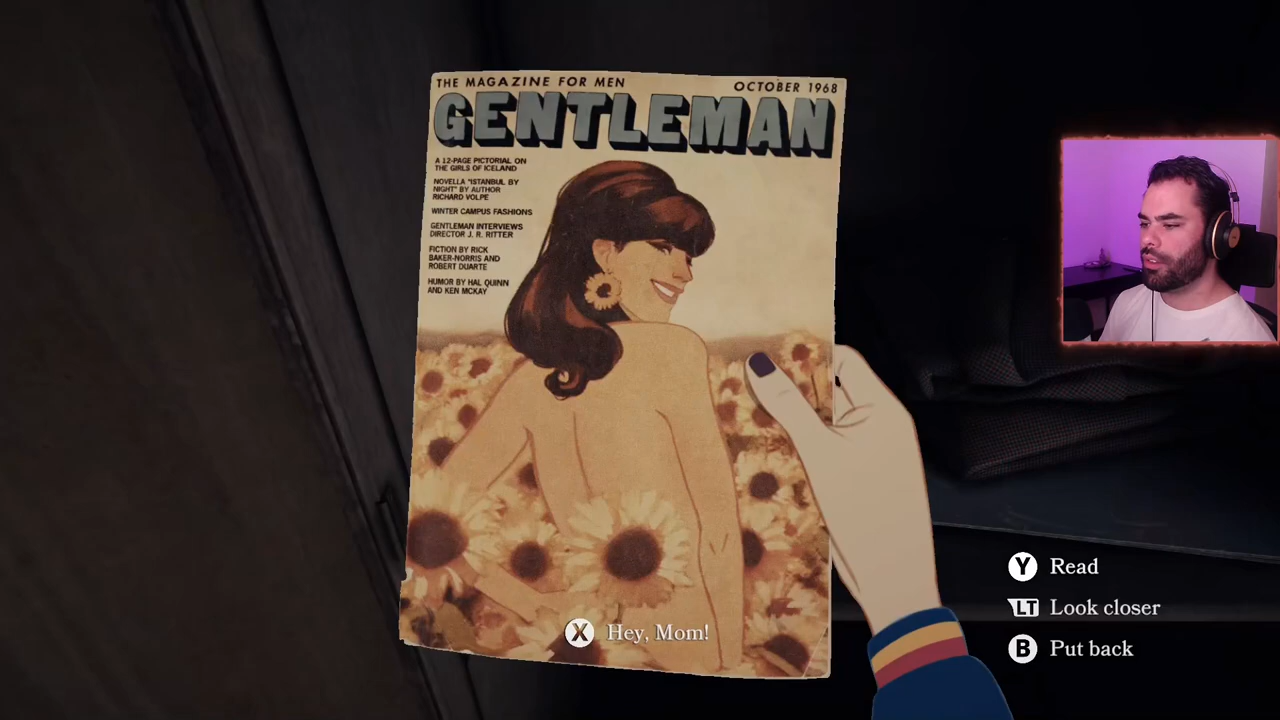 THE MAGAZINE FOR MEN
OCTOBER 1968
GENTLEMAN
A 12-PAGE PICTORIAL ON
THE GIRLS OF ICELAND
NOVELLA "ISTANBUL BY
NIGHT" BY AUTHOR
RICHARD VOLPE
WINTER CAMPUS FASHIONS
GENTLEMAN INTERVIEWS
DIRECTOR J. R. RITTER
FICTION BY RICK
BAKER-NORRIS AND
ROBERT DUARTE
HUMOR BY HAL QUINN
AND KEN MCKAY
X Hey, Mom!
Y Read
LT Look closer
B Put back